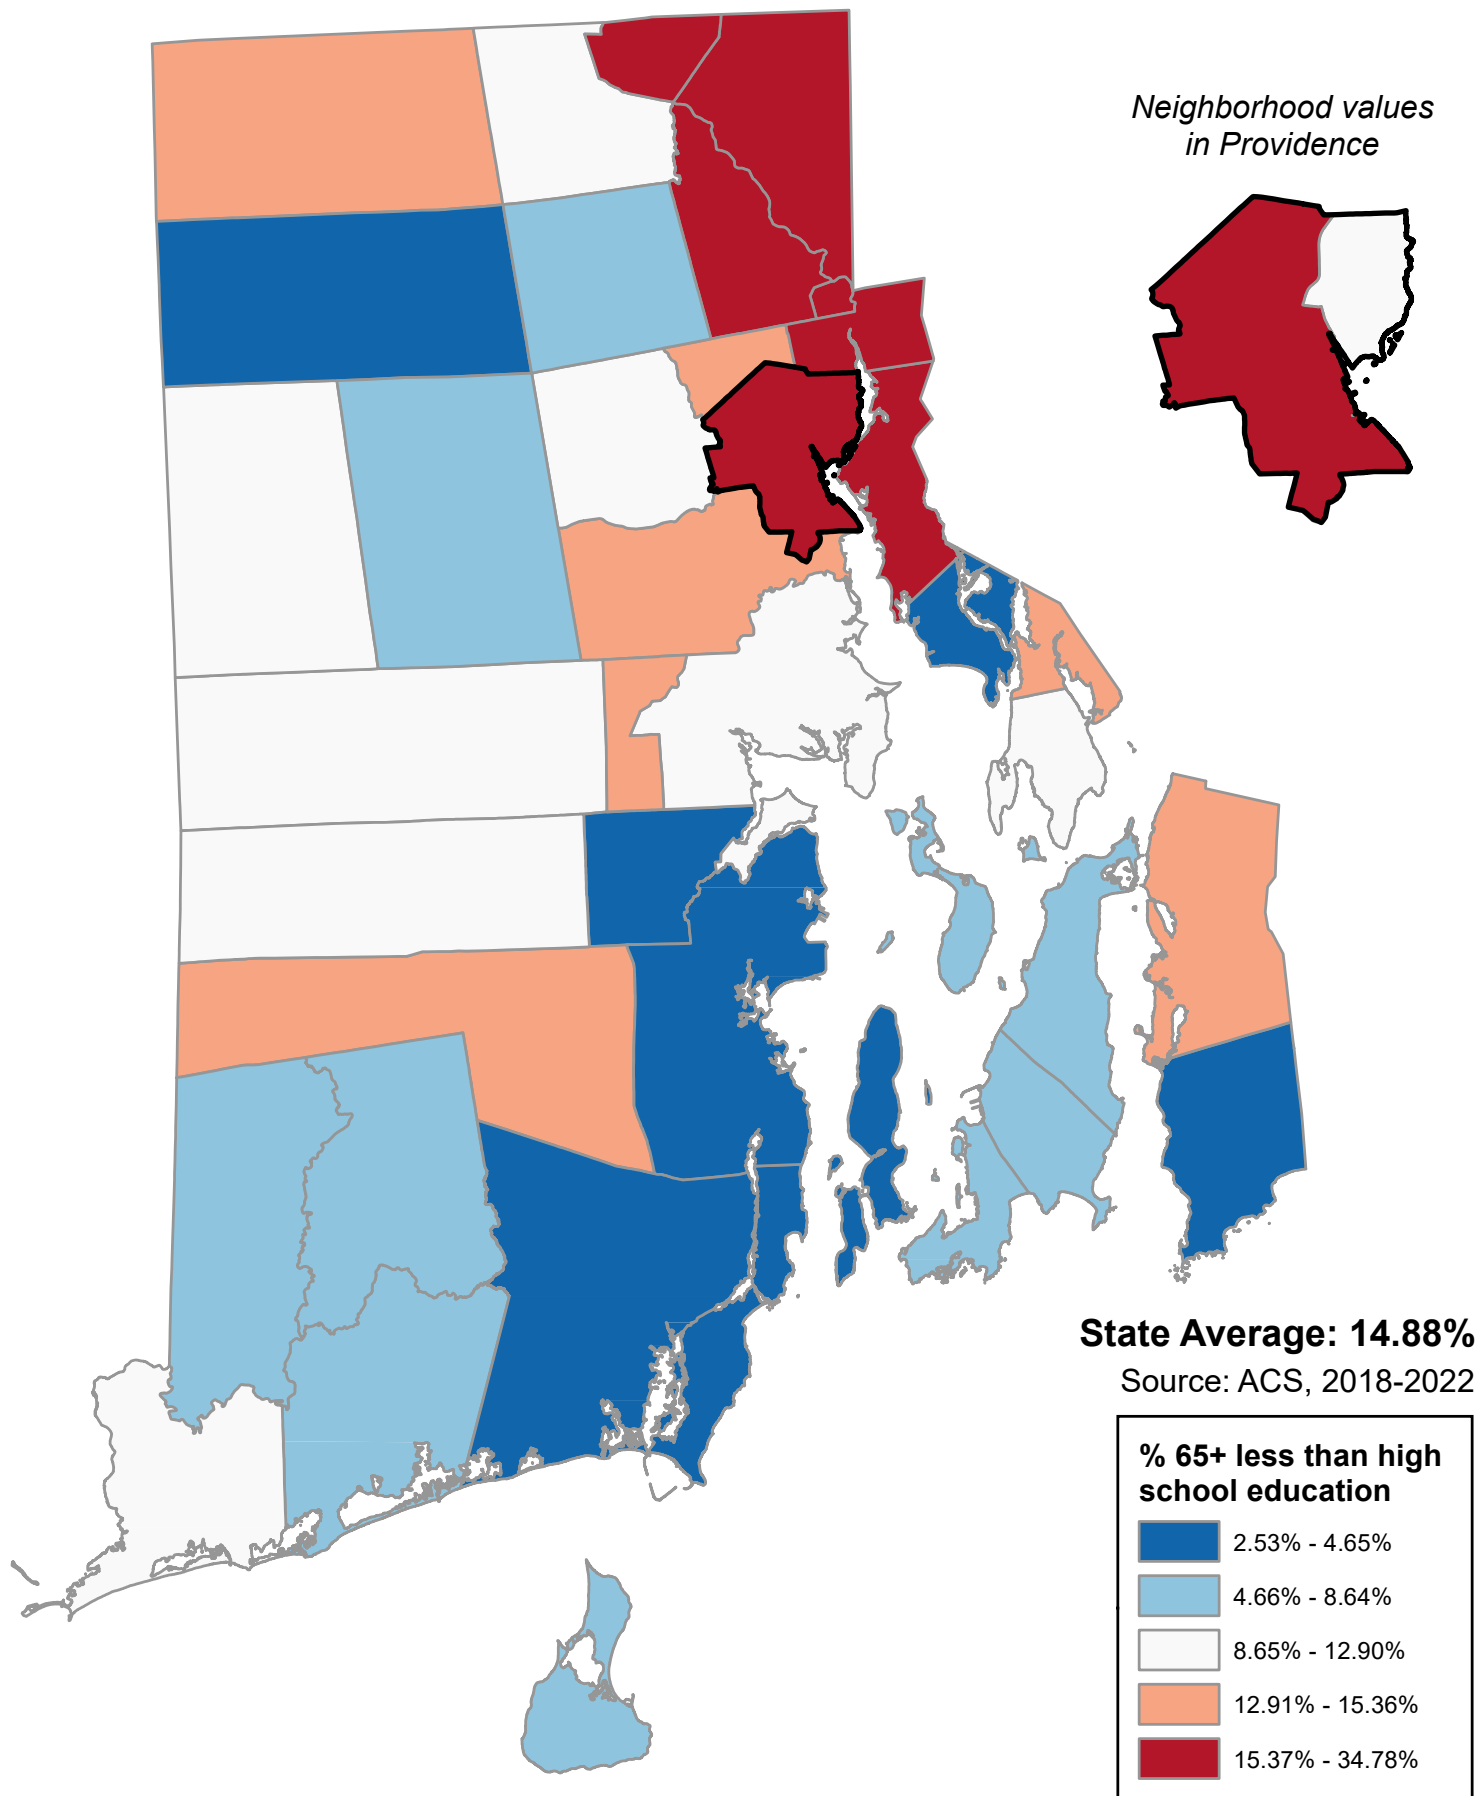 Neighborhood values
in Providence
State Average: 14.88%
Source: ACS, 2018-2022
% 65+ less than high
school education
2.53% - 4.65%
4.66% - 8.64%
8.65% - 12.90%
12.91% - 15.36%
15.37% - 34.78%